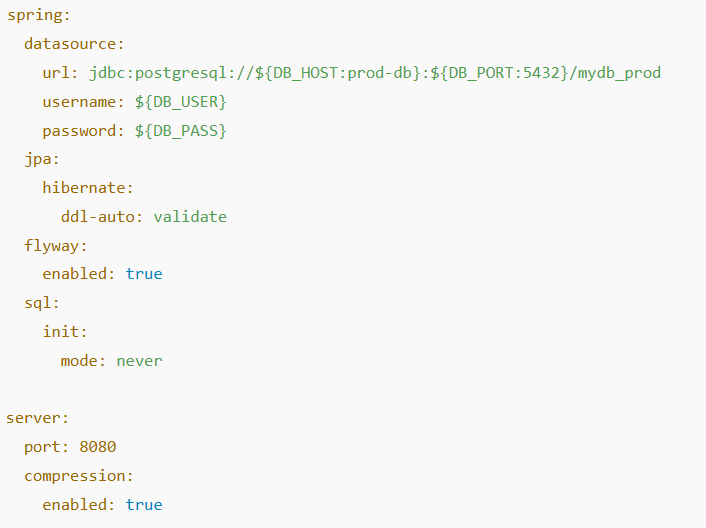 spring:
  datasource:
    url: jdbc:postgresql://${DB_HOST:prod-db}:${DB_PORT:5432}/mydb_prod
    username: ${DB_USER}
    password: ${DB_PASS}
  jpa:
    hibernate:
      ddl-auto: validate
  flyway:
    enabled: true
  sql:
    init:
      mode: never

server:
  port: 8080
  compression:
    enabled: true